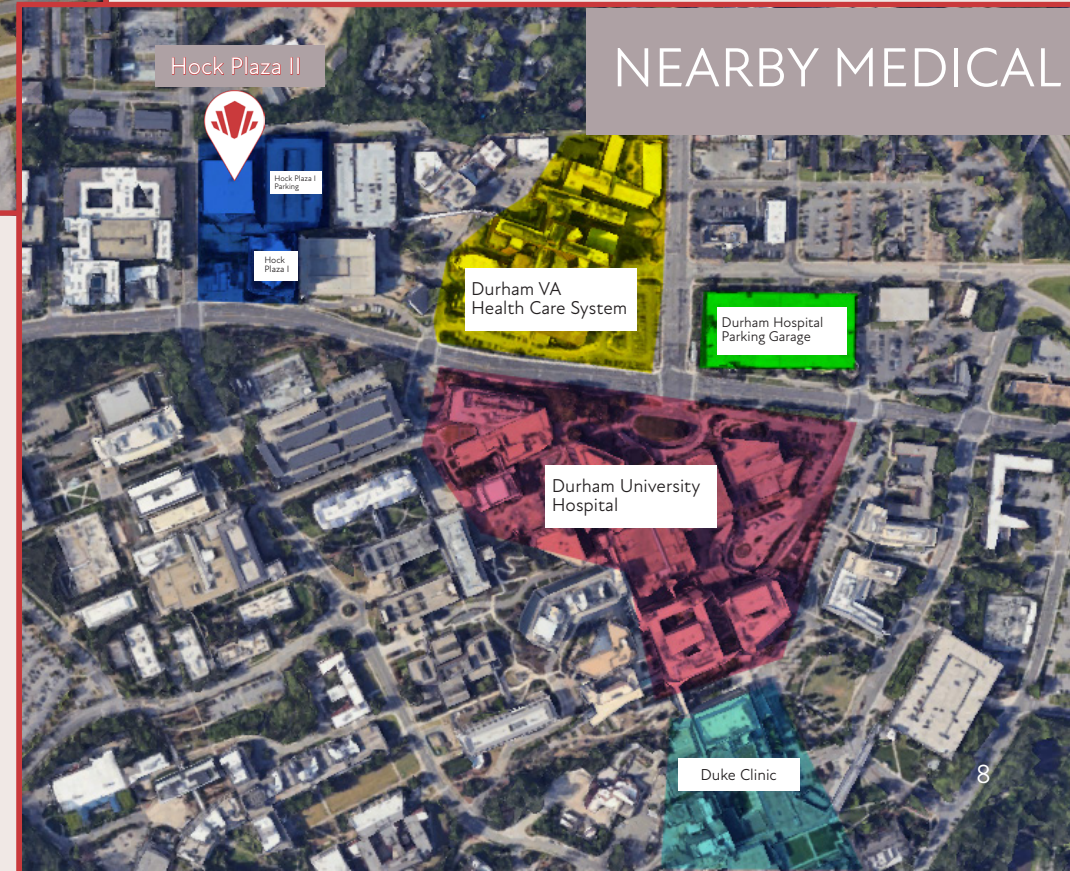 NEARBY MEDICAL
Hock Plaza II
Hock Plaza I
Parking
Hock
Plaza I
Durham VA
Health Care System
Durham Hospital
Parking Garage
Durham University
Hospital
Duke Clinic
8